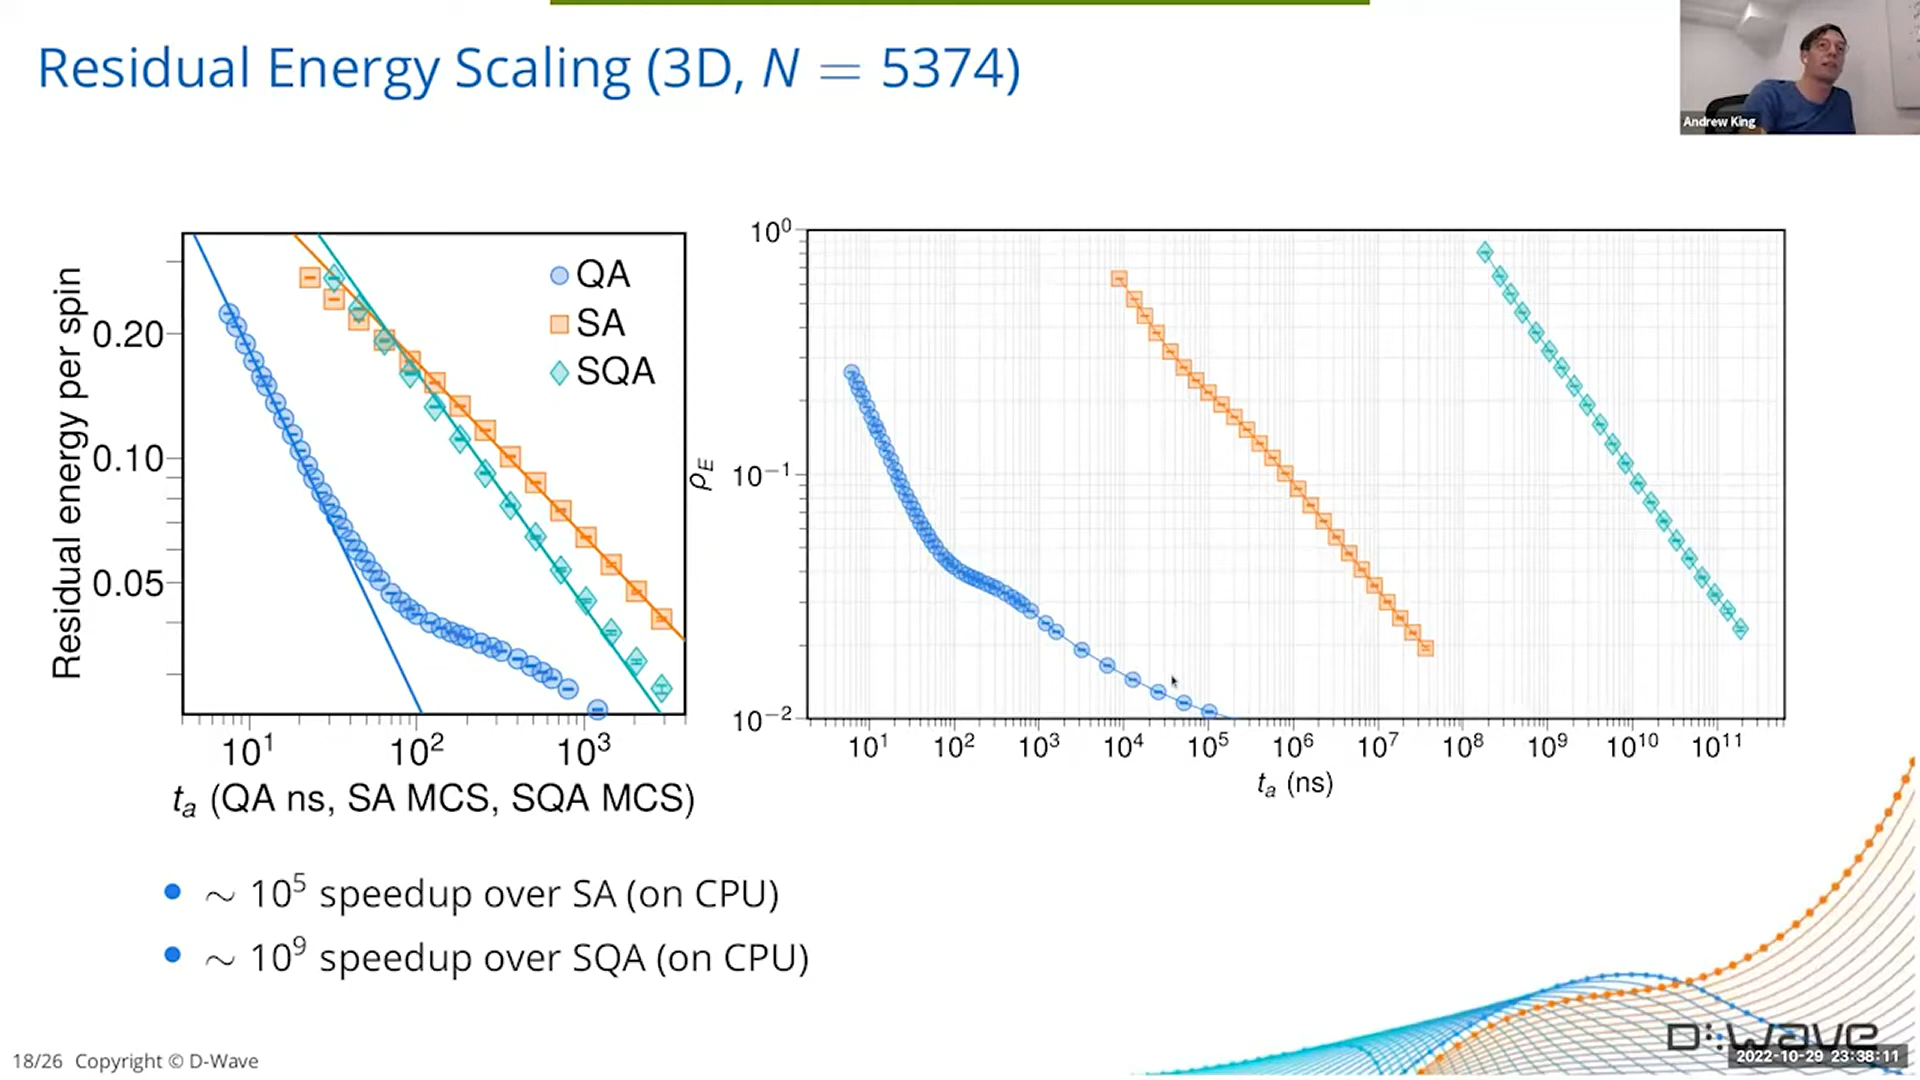 Residual Energy Scaling (3D, N = 5374)
Andrew King
Residual energy per spin
0.20
0.10
0.05
QA
SA
SQA
10¹ 10² 10³
tₐ (QA ns, SA MCS, SQA MCS)
ρ_E
10⁰
10⁻¹
10⁻²
10¹ 10² 10³ 10⁴ 10⁵ 10⁶ 10⁷ 10⁸ 10⁹ 10¹⁰ 10¹¹
tₐ (ns)
• ∼ 10⁵ speedup over SA (on CPU)
• ∼ 10⁹ speedup over SQA (on CPU)
D:wave
2022-10-29 23:38:11
18/26 Copyright © D-Wave